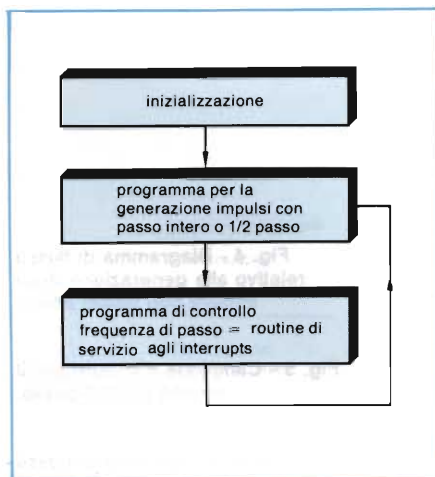 inizializzazione
programma per la
generazione impulsi con
passo intero o 1/2 passo
programma di controllo
frequenza di passo = routine di
servizio agli interrupts